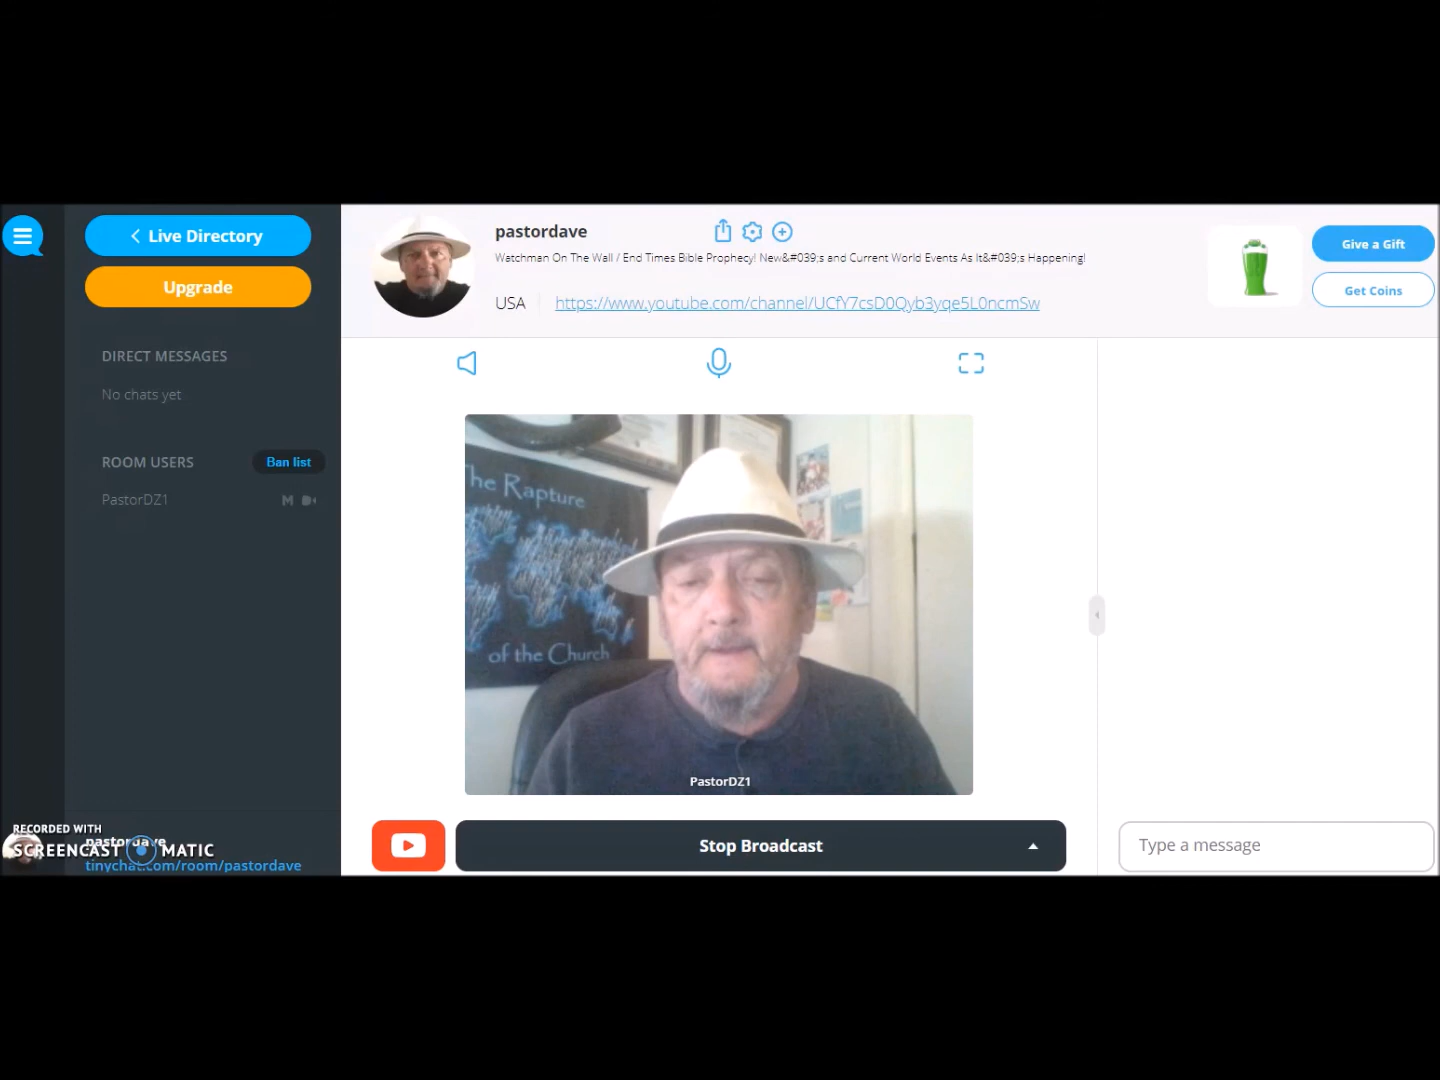 Live Directory
Upgrade
DIRECT MESSAGES
No chats yet
ROOM USERS
Ban list
PastorDZ1
M
RECORDED WITH
SCREENCAST MATIC
pastordave
tinychat.com/room/pastordave
pastordave
Watchman On The Wall / End Times Bible Prophecy! New&#039;s and Current World Events As It&#039;s Happening!
USA
https://www.youtube.com/channel/UCfY7csD0Qyb3yqe5L0ncmSw
Give a Gift
Get Coins
The Rapture
of the Church
PastorDZ1
Stop Broadcast
Type a message